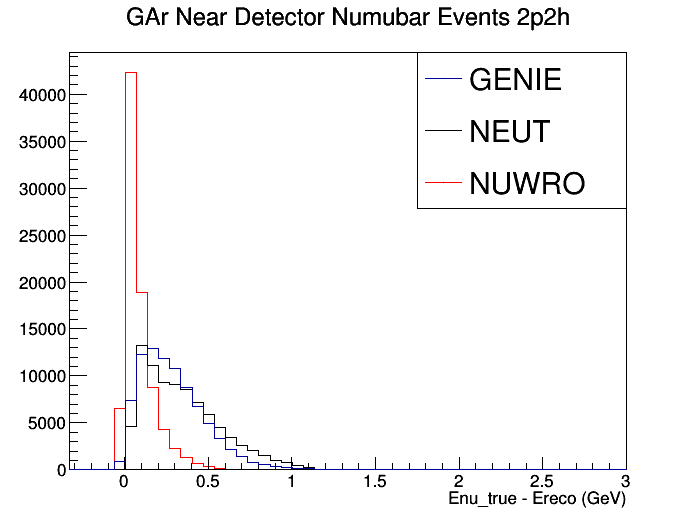 GAr Near Detector Numubar Events 2p2h
GENIE
NEUT
NUWRO
40000
35000
30000
25000
20000
15000
10000
5000
0
0 0.5 1 1.5 2 2.5 3
Enu_true - Ereco (GeV)